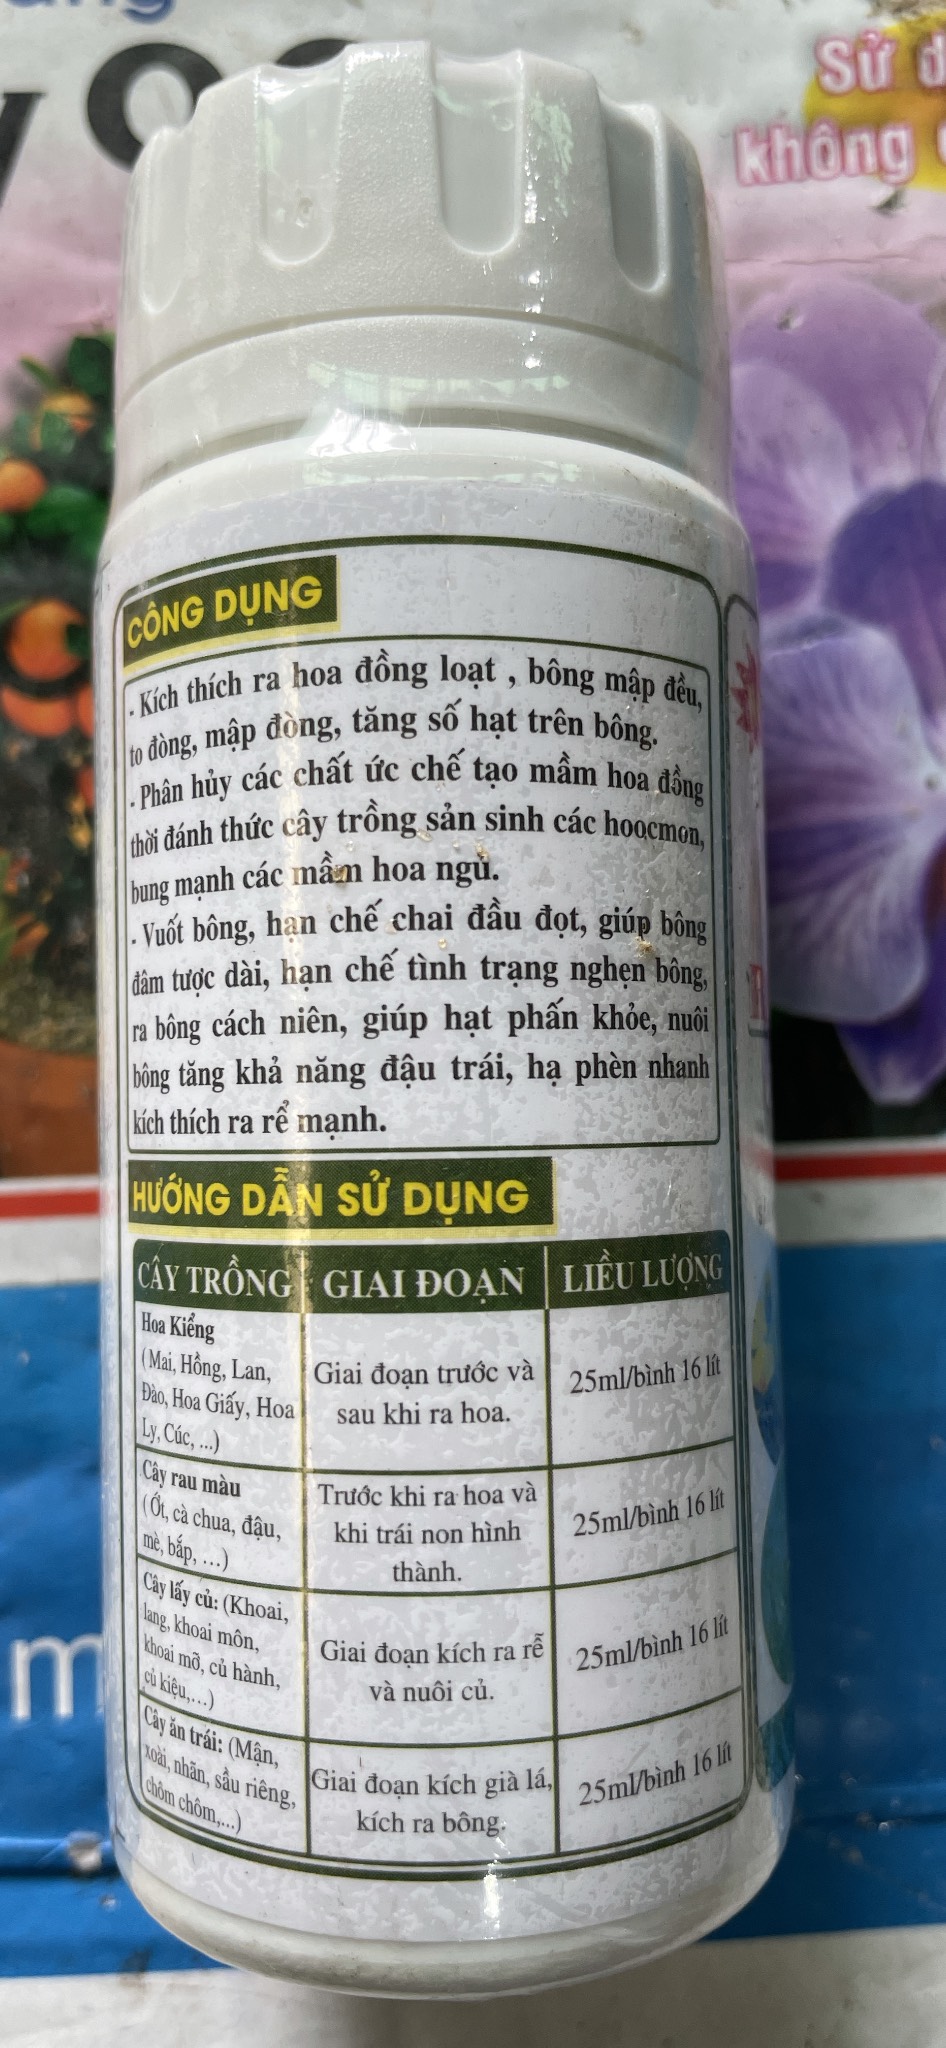 Sử d
không
CÔNG DỤNG
- Kích thích ra hoa đồng loạt , bông mập đều,
to đòng, mập đòng, tăng số hạt trên bông.
- Phân hủy các chất ức chế tạo mầm hoa đồng
thời đánh thức cây trồng sản sinh các hoocmon,
bung mạnh các mầm hoa ngủ.
- Vuốt bông, hạn chế chai đầu đọt, giúp bông
đâm tược dài, hạn chế tình trạng nghẹn bông,
ra bông cách niên, giúp hạt phấn khỏe, nuôi
bông tăng khả năng đậu trái, hạ phèn nhanh
kích thích ra rể mạnh.
HƯỚNG DẪN SỬ DỤNG
CÂY TRỒNG GIAI ĐOẠN LIỀU LƯỢNG
Hoa Kiểng
(Mai, Hồng, Lan,
Đào, Hoa Giấy, Hoa
Ly, Cúc, ...)
Giai đoạn trước và
sau khi ra hoa.
25ml/bình 16 lít
Cây rau màu
(Ớt, cà chua, đậu,
mè, bắp, ...)
Trước khi ra hoa và
khi trái non hình
thành.
25ml/bình 16 lít
Cây lấy củ: (Khoai,
lang, khoai môn,
khoai mỡ, củ hành,
củ kiệu,...)
Giai đoạn kích ra rễ
và nuôi củ.
25ml/bình 16 lít
Cây ăn trái: (Mận,
xoài, nhãn, sầu riêng,
chôm chôm,...)
Giai đoạn kích già lá,
kích ra bông.
25ml/bình 16 lít